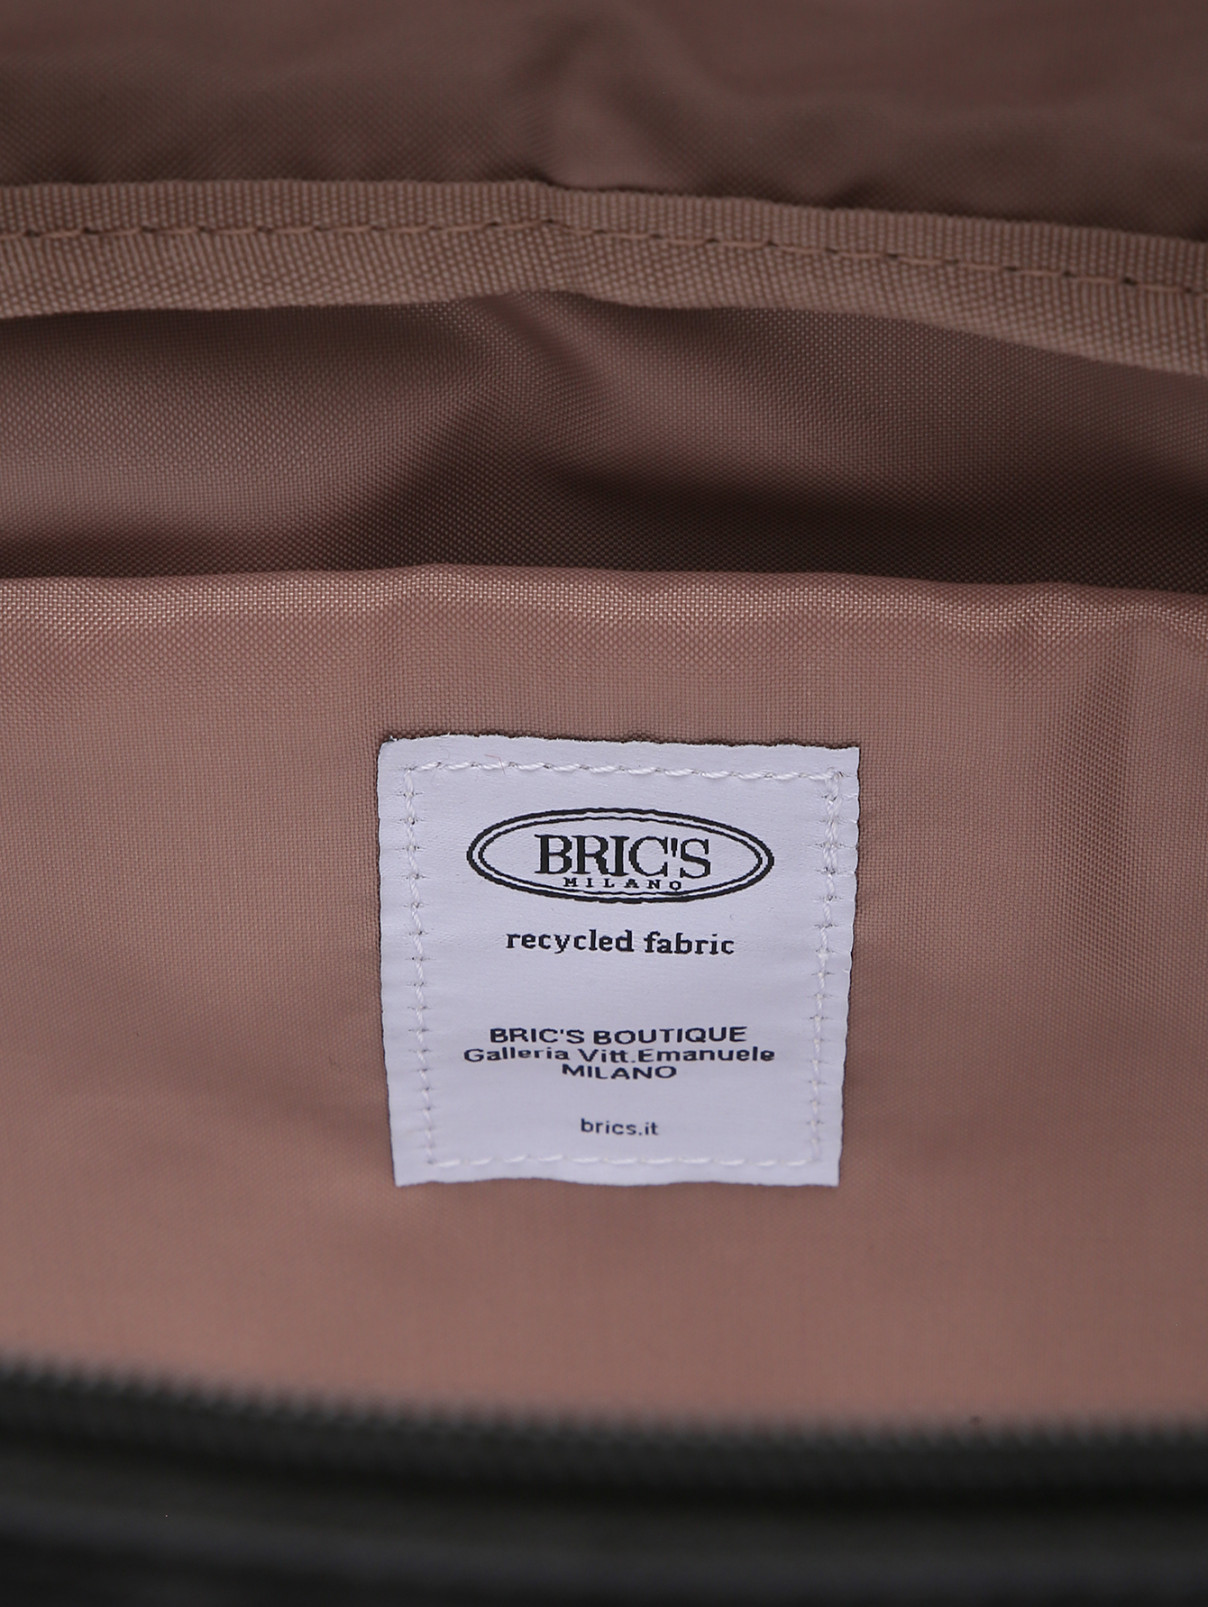 BRIC'S
MILANO
recycled fabric
BRIC'S BOUTIQUE
Galleria Vitt.Emanuele
MILANO
brics.it